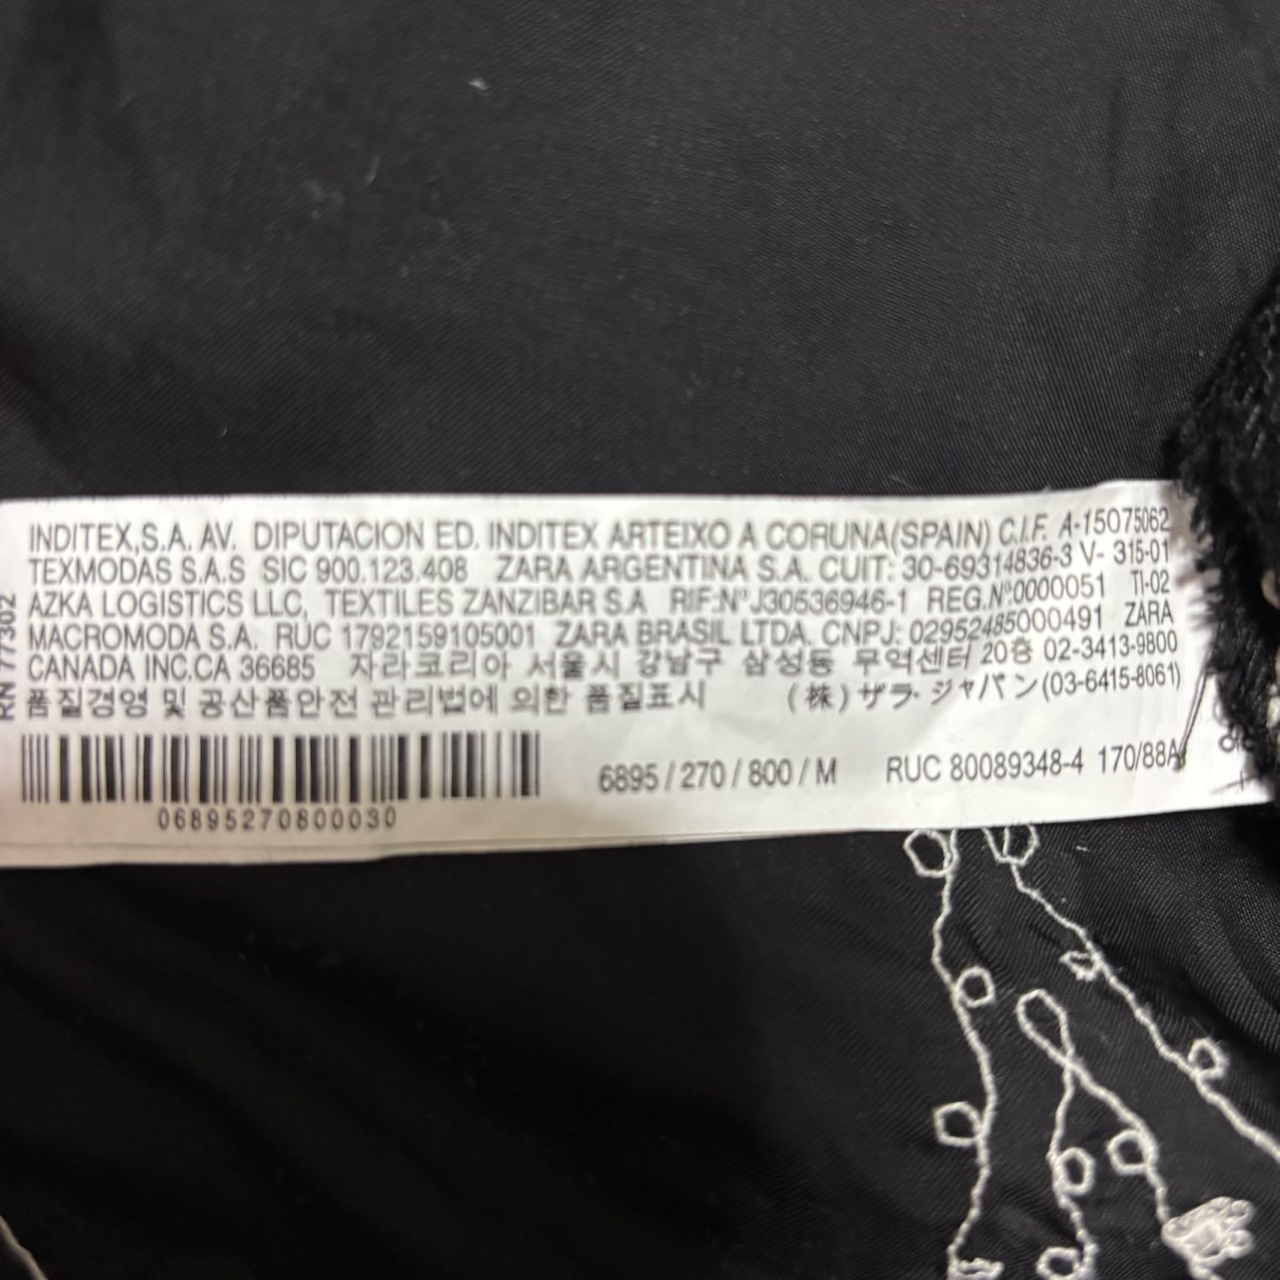 INDITEX,S.A. AV. DIPUTACION ED. INDITEX ARTEIXO A CORUNA(SPAIN) C.I.F. A-15075062
TEXMODAS S.A.S SIC 900.123.408 ZARA ARGENTINA S.A. CUIT: 30-69314836-3 V- 315-01
AZKA LOGISTICS LLC, TEXTILES ZANZIBAR S.A RIF:Nº J30536946-1 REG.Nº:0000051 TI-02
MACROMODA S.A. RUC 1792159105001 ZARA BRASIL LTDA. CNPJ: 02952485000491 ZARA
CANADA INC.CA 36685 자라코리아 서울시 강남구 삼성동 무역센터 20층 02-3413-9800
품질경영 및 공산품안전 관리법에 의한 품질표시 (株)ザラ・ジャパン(03-6415-8061)
RN 77302
6895 / 270 / 800 / M RUC 80089348-4 170/88A
06895270800030